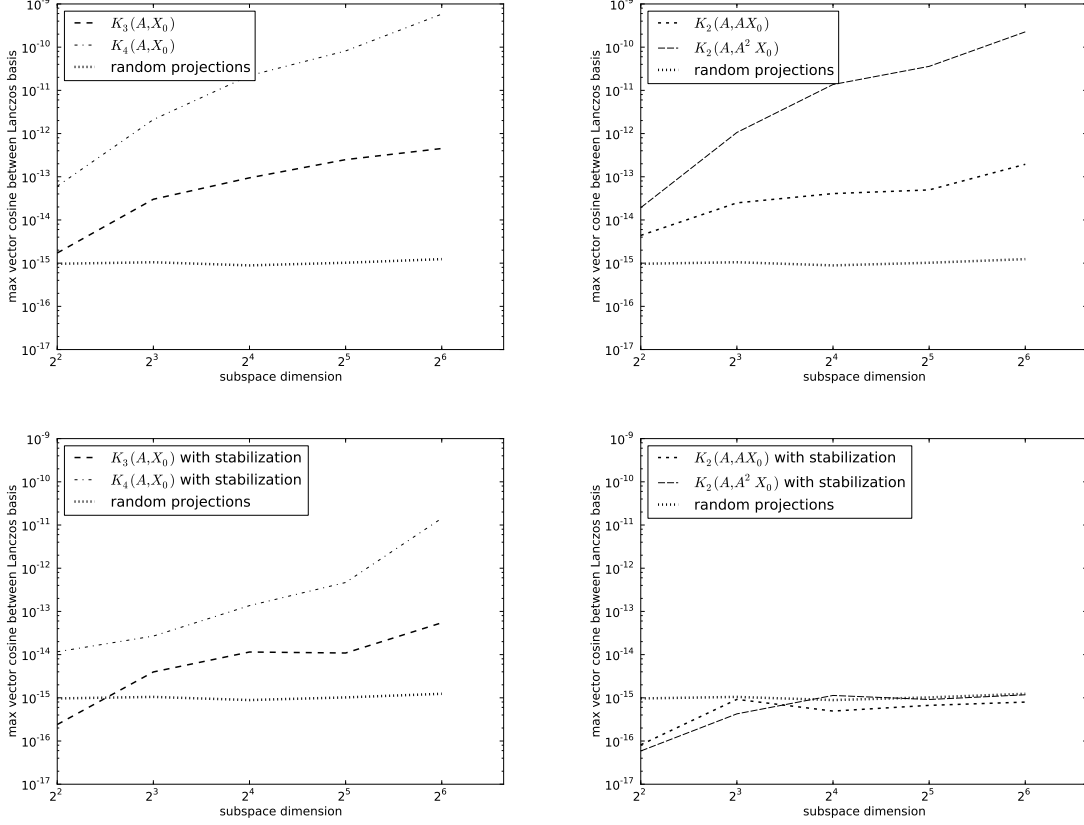 10^-9
10^-10
10^-11
10^-12
10^-13
10^-14
10^-15
10^-16
10^-17
max vector cosine between Lanczos basis
K_3(A,X_0)
K_4(A,X_0)
random projections
2^2 2^3 2^4 2^5 2^6
subspace dimension
10^-9
10^-10
10^-11
10^-12
10^-13
10^-14
10^-15
10^-16
10^-17
max vector cosine between Lanczos basis
K_2(A,AX_0)
K_2(A,A^2 X_0)
random projections
2^2 2^3 2^4 2^5 2^6
subspace dimension
10^-9
10^-10
10^-11
10^-12
10^-13
10^-14
10^-15
10^-16
10^-17
max vector cosine between Lanczos basis
K_3(A,X_0) with stabilization
K_4(A,X_0) with stabilization
random projections
2^2 2^3 2^4 2^5 2^6
subspace dimension
10^-9
10^-10
10^-11
10^-12
10^-13
10^-14
10^-15
10^-16
10^-17
max vector cosine between Lanczos basis
K_2(A,AX_0) with stabilization
K_2(A,A^2 X_0) with stabilization
random projections
2^2 2^3 2^4 2^5 2^6
subspace dimension